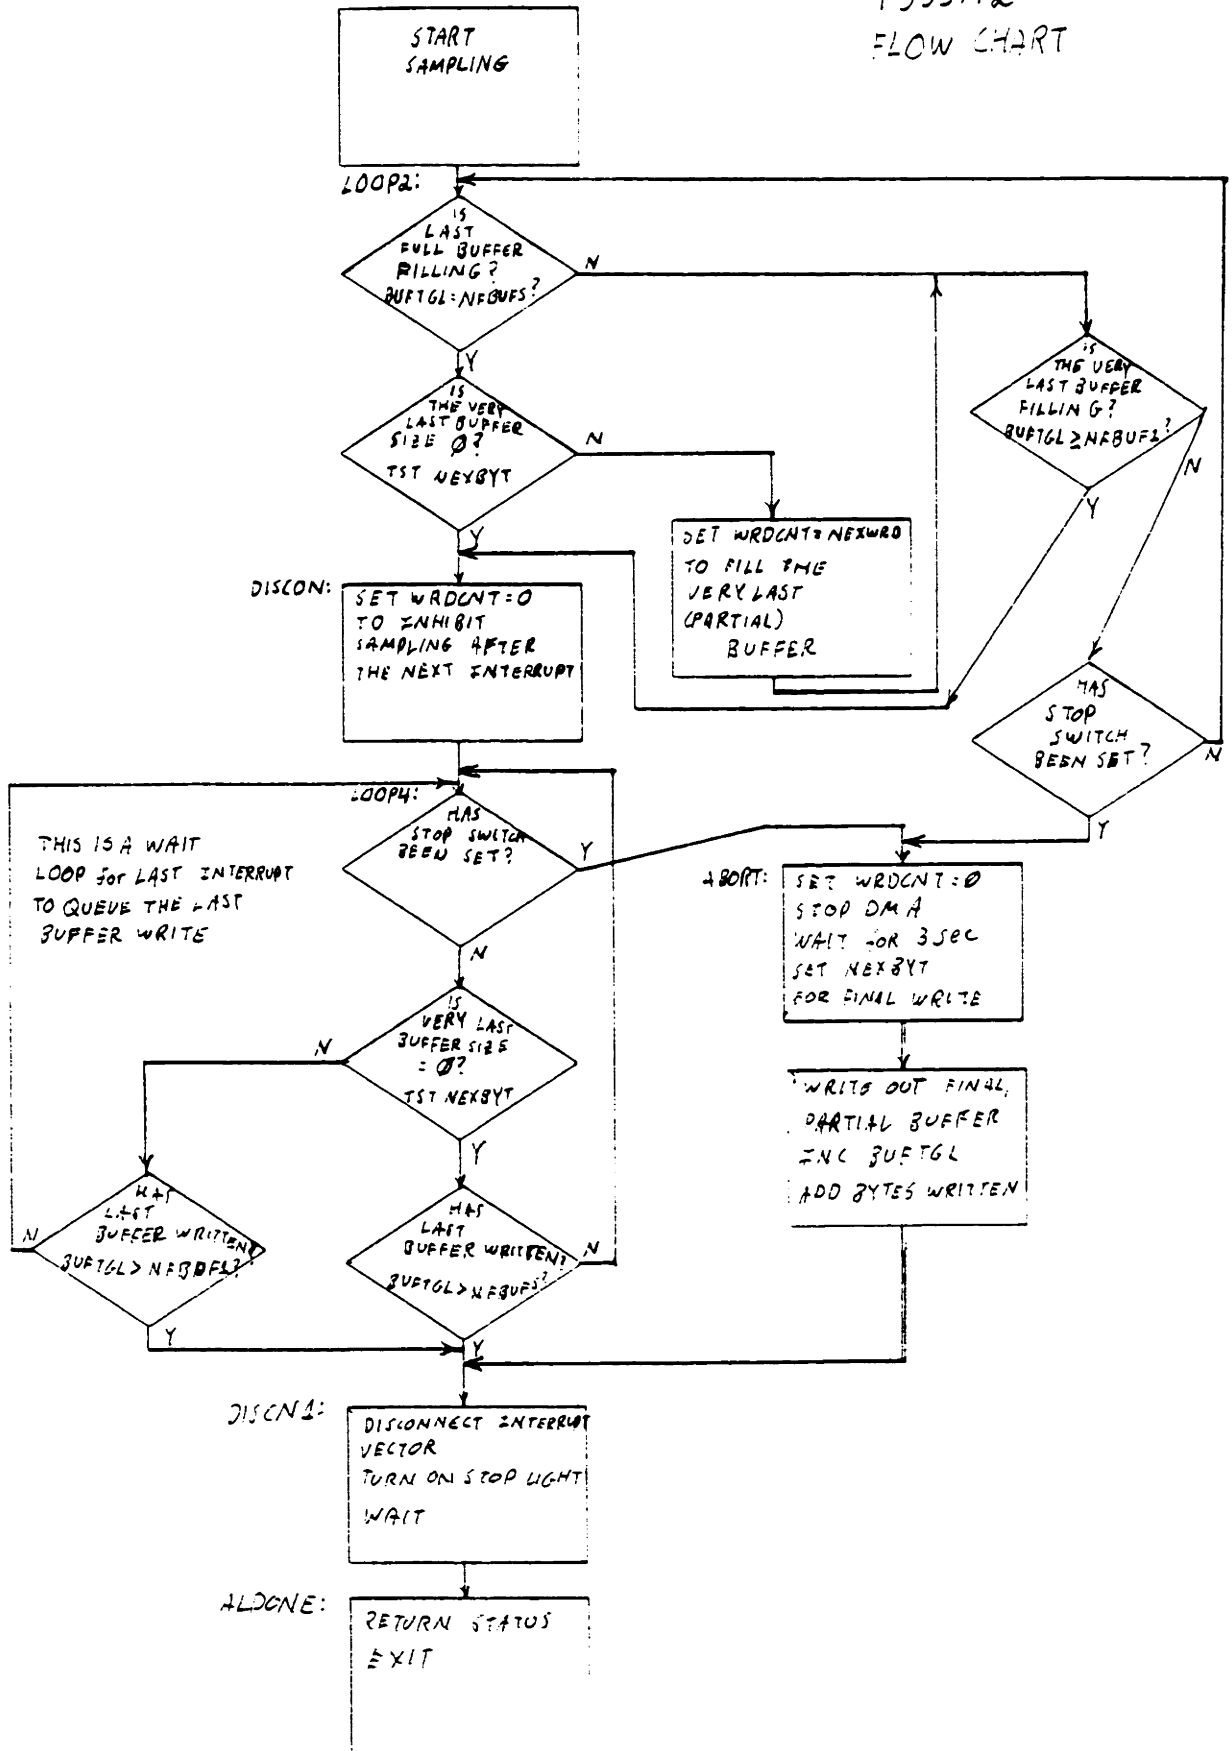 FLOW CHART
START
SAMPLING
LOOP2:
IS
LAST
FULL BUFFER
FILLING?
BUFTGL=NFBUFS?
N
Y
IS
THE VERY
LAST BUFFER
FILLING?
BUFTGL≥NFBUF1?
N
Y
IS
THE VERY
LAST BUFFER
SIZE Ø?
TST NEXBYT
N
Y
SET WRDCNT=NEXWRD
TO FILL THE
VERY LAST
(PARTIAL)
BUFFER
DISCON:
SET WRDCNT=0
TO INHIBIT
SAMPLING AFTER
THE NEXT INTERRUPT
HAS
STOP
SWITCH
BEEN SET?
N
Y
LOOP4:
HAS
STOP SWITCH
BEEN SET?
Y
N
THIS IS A WAIT
LOOP for LAST INTERRUPT
TO QUEUE THE LAST
BUFFER WRITE
ABORT:
SET WRDCNT=Ø
STOP DMA
WAIT for 3 sec
SET NEXBYT
FOR FINAL WRITE
IS
VERY LAST
BUFFER SIZE
= Ø?
TST NEXBYT
N
Y
WRITE OUT FINAL,
PARTIAL BUFFER
INC BUFTGL
ADD BYTES WRITTEN
HAS
LAST
BUFFER WRITTEN?
BUFTGL>NFBUF1?
N
Y
HAS
LAST
BUFFER WRITTEN?
BUFTGL>NFBUFS?
N
Y
DISCN1:
DISCONNECT INTERRUPT
VECTOR
TURN ON STOP LIGHT
WAIT
ALDONE:
RETURN STATUS
EXIT